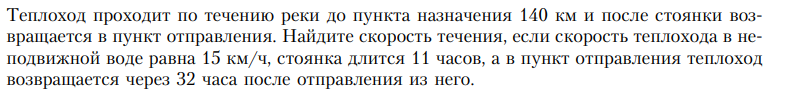 Теплоход проходит по течению реки до пункта назначения 140 км и после стоянки воз-
вращается в пункт отправления. Найдите скорость течения, если скорость теплохода в не-
подвижной воде равна 15 км/ч, стоянка длится 11 часов, а в пункт отправления теплоход
возвращается через 32 часа после отправления из него.